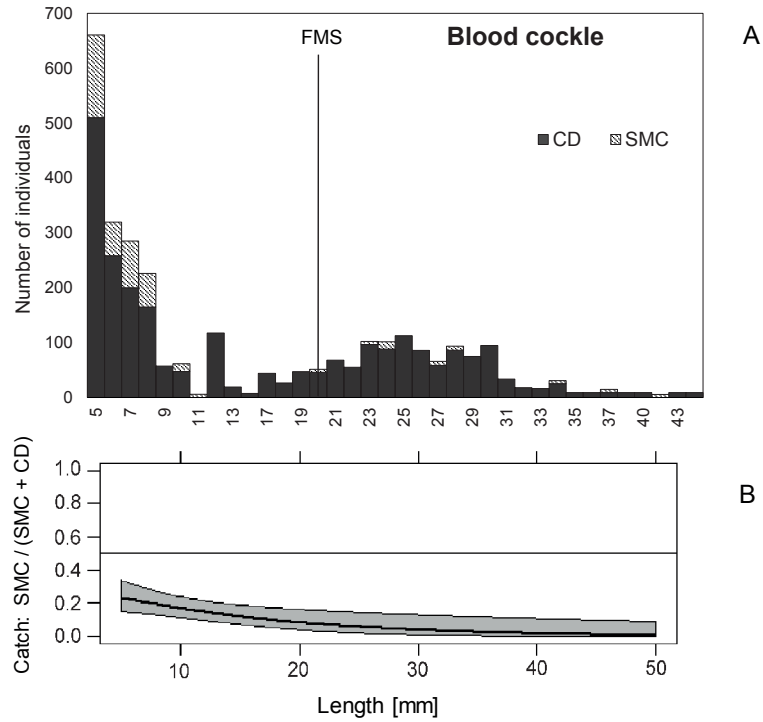 700
FMS
Blood cockle
A
600
500
CD SMC
400
300
200
100
0
Number of individuals
5 7 9 11 13 17 19 21 23 25 27 29 31 33 35 37 40 43
B
1.0
0.8
0.6
0.4
0.2
0.0
Catch: SMC / (SMC + CD)
10 20 30 40 50
Length [mm]